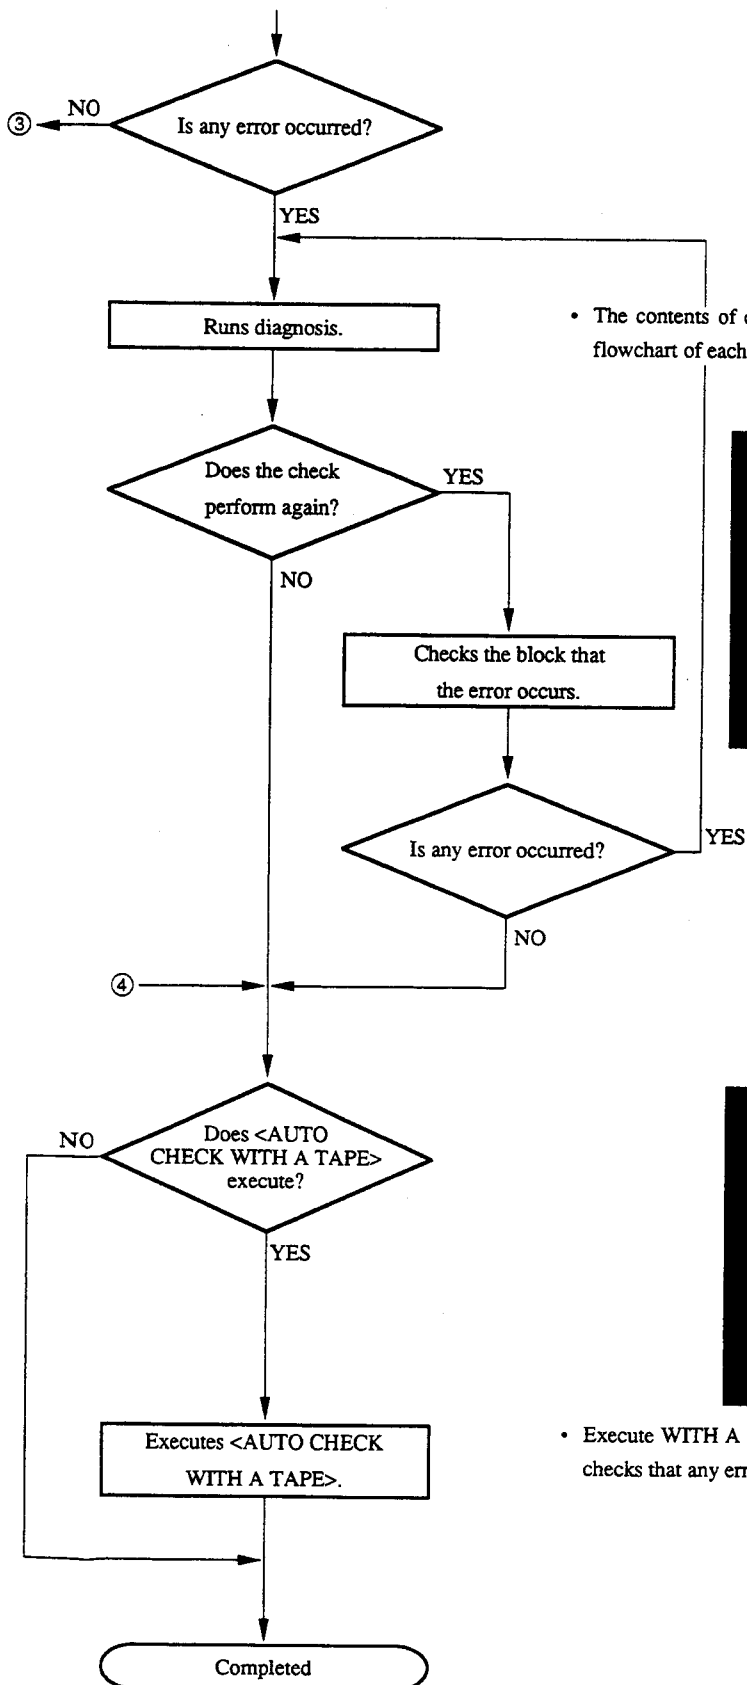 NO
③
Is any error occurred?
YES
Runs diagnosis.
• The contents of
flowchart of each
Does the check
perform again?
YES
NO
Checks the block that
the error occurs.
Is any error occurred?
YES
NO
④
Does <AUTO
CHECK WITH A TAPE>
execute?
NO
YES
Executes <AUTO CHECK
WITH A TAPE>.
• Execute WITH A
checks that any
Completed